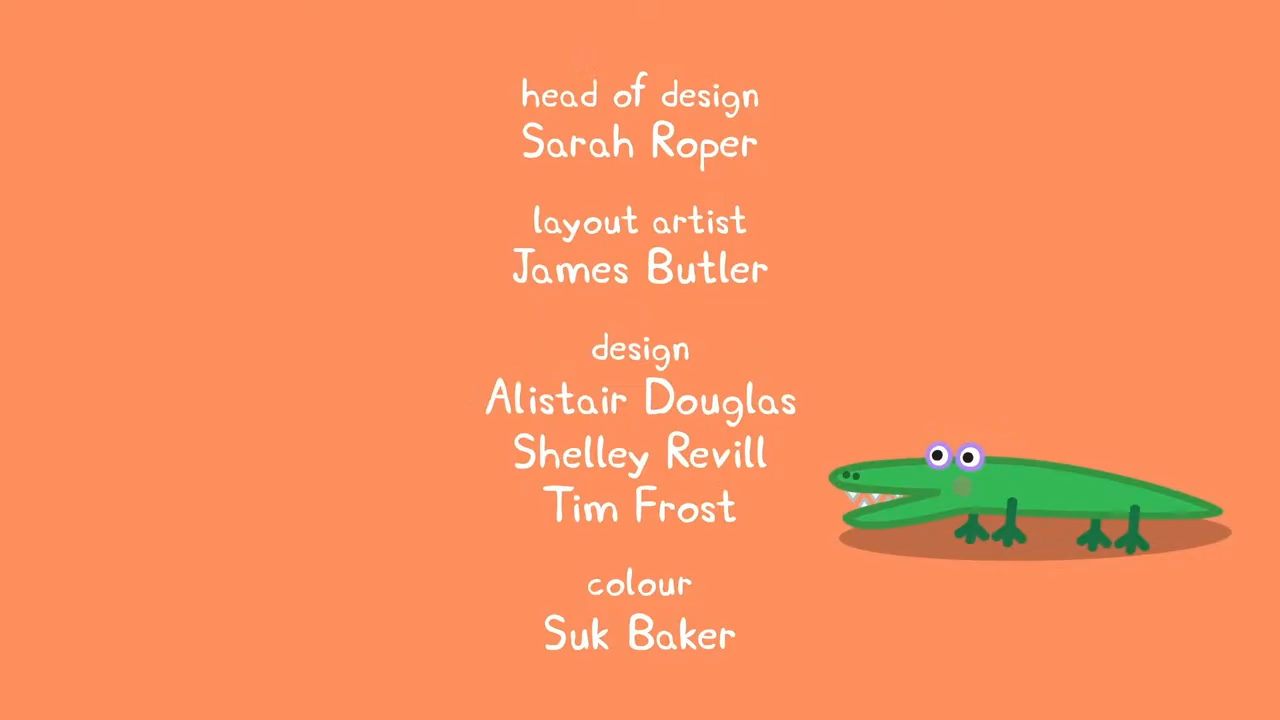 head of design
Sarah Roper
layout artist
James Butler
design
Alistair Douglas
Shelley Revill
Tim Frost
colour
Suk Baker